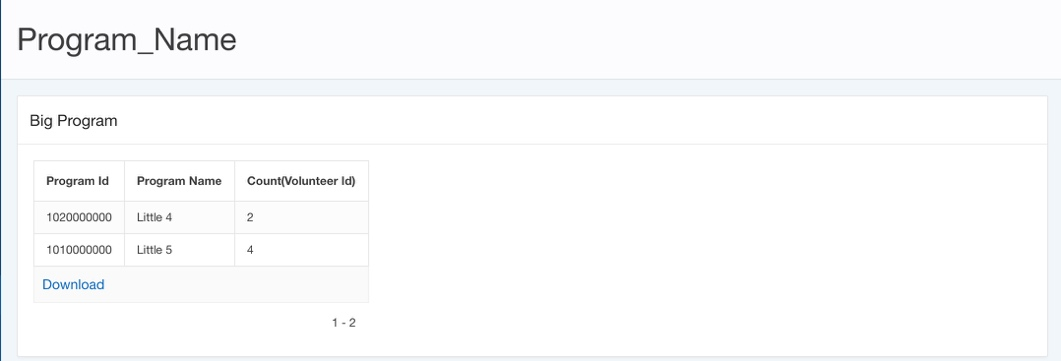 Program_Name
Big Program
Program Id Program Name Count(Volunteer Id)
1020000000 Little 4 2
1010000000 Little 5 4
Download
1 - 2